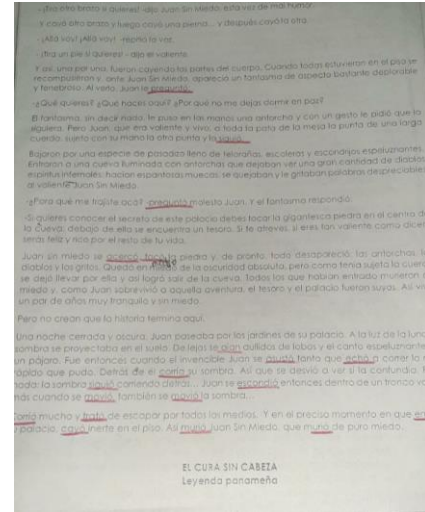 - ¡Tira otro brazo si quieres! -dijo Juan Sin Miedo, esta vez de mal humor.
Y cayó otro brazo y luego cayó una pierna... y después cayó la otra.
- ¡Allá voy! ¡Allá voy! -repitió la voz.
- ¡Tira un pie si quieres! - dijo el valiente.
Y así, una por una, fueron cayendo las partes del cuerpo. Cuando todas estuvieron en el piso se
recompusieron y, ante Juan Sin Miedo, apareció un fantasma de aspecto bastante deplorable
y tenebroso. Al verlo, Juan le preguntó:
- ¿Qué quieres? ¿Qué haces aquí? ¿Por qué no me dejas dormir en paz?
El fantasma, sin decir nada, le puso en las manos una antorcha y con un gesto le pidió que lo
siguiera. Pero Juan, que era valiente y vivo, a toda la pata de la mesa la punta de una larga
cuerda, sujetó con su mano la otra punta y lo siguió.
Bajaron por una especie de pasadas lleno de telarañas, escaleras y escondrijos espeluznantes.
Entraron a una cueva iluminada con antorchas que dejaban ver una gran cantidad de diablos
espíritus infernales; hacían espantosas muecas, se quejaban y le gritaban palabras despreciables
al valiente Juan Sin Miedo.
-¿Para qué me trajiste acá? -preguntó molesto Juan. Y el fantasma respondió:
-Si quieres conocer el secreto de este palacio debes tocar la gigantesca piedra en el centro d
la cueva; debajo de ella se encuentra un tesoro. Si te atreves, si eres tan valiente como dices
serás feliz y rico por el resto de tu vida.
Juan sin miedo se acercó, tocó la piedra y, de pronto, todo desapareció, las antorchas, l
diablos y los gritos. Quedó en medio de la oscuridad absoluta, pero como tenía sujeta la cuer
se dejó llevar por ella y así logró salir de la cueva. Todos los que habían entrado murieron d
miedo y, como Juan sobrevivió a aquella aventura, el tesoro y el palacio fueron suyos. Así viv
un par de años muy tranquilo y sin miedo.
Pero no crean que la historia termina aquí.
Una noche cerrada y oscura, Juan paseaba por los jardines de su palacio. A la luz de la luna
sombra se proyectaba en el suelo. De lejos se oían aullidos de lobos y el canto espeluznante
un pájaro. Fue entonces cuando el invencible Juan se asustó tanto que echó a correr lo m
rápido que pudo. Detrás de él corría su sombra. Así que se desvió a ver si la confundía, 
nada: la sombra siguió corriendo detrás... Juan se escondió entonces dentro de un tronco v
más cuando se movió, también se movió la sombra...
Corrió mucho y trató de escapar por todos los medios. Y en el preciso momento en que en
palacio, cayó inerte en el piso. Así murió Juan Sin Miedo, que murió de puro miedo.
EL CURA SIN CABEZA
Leyenda panameña